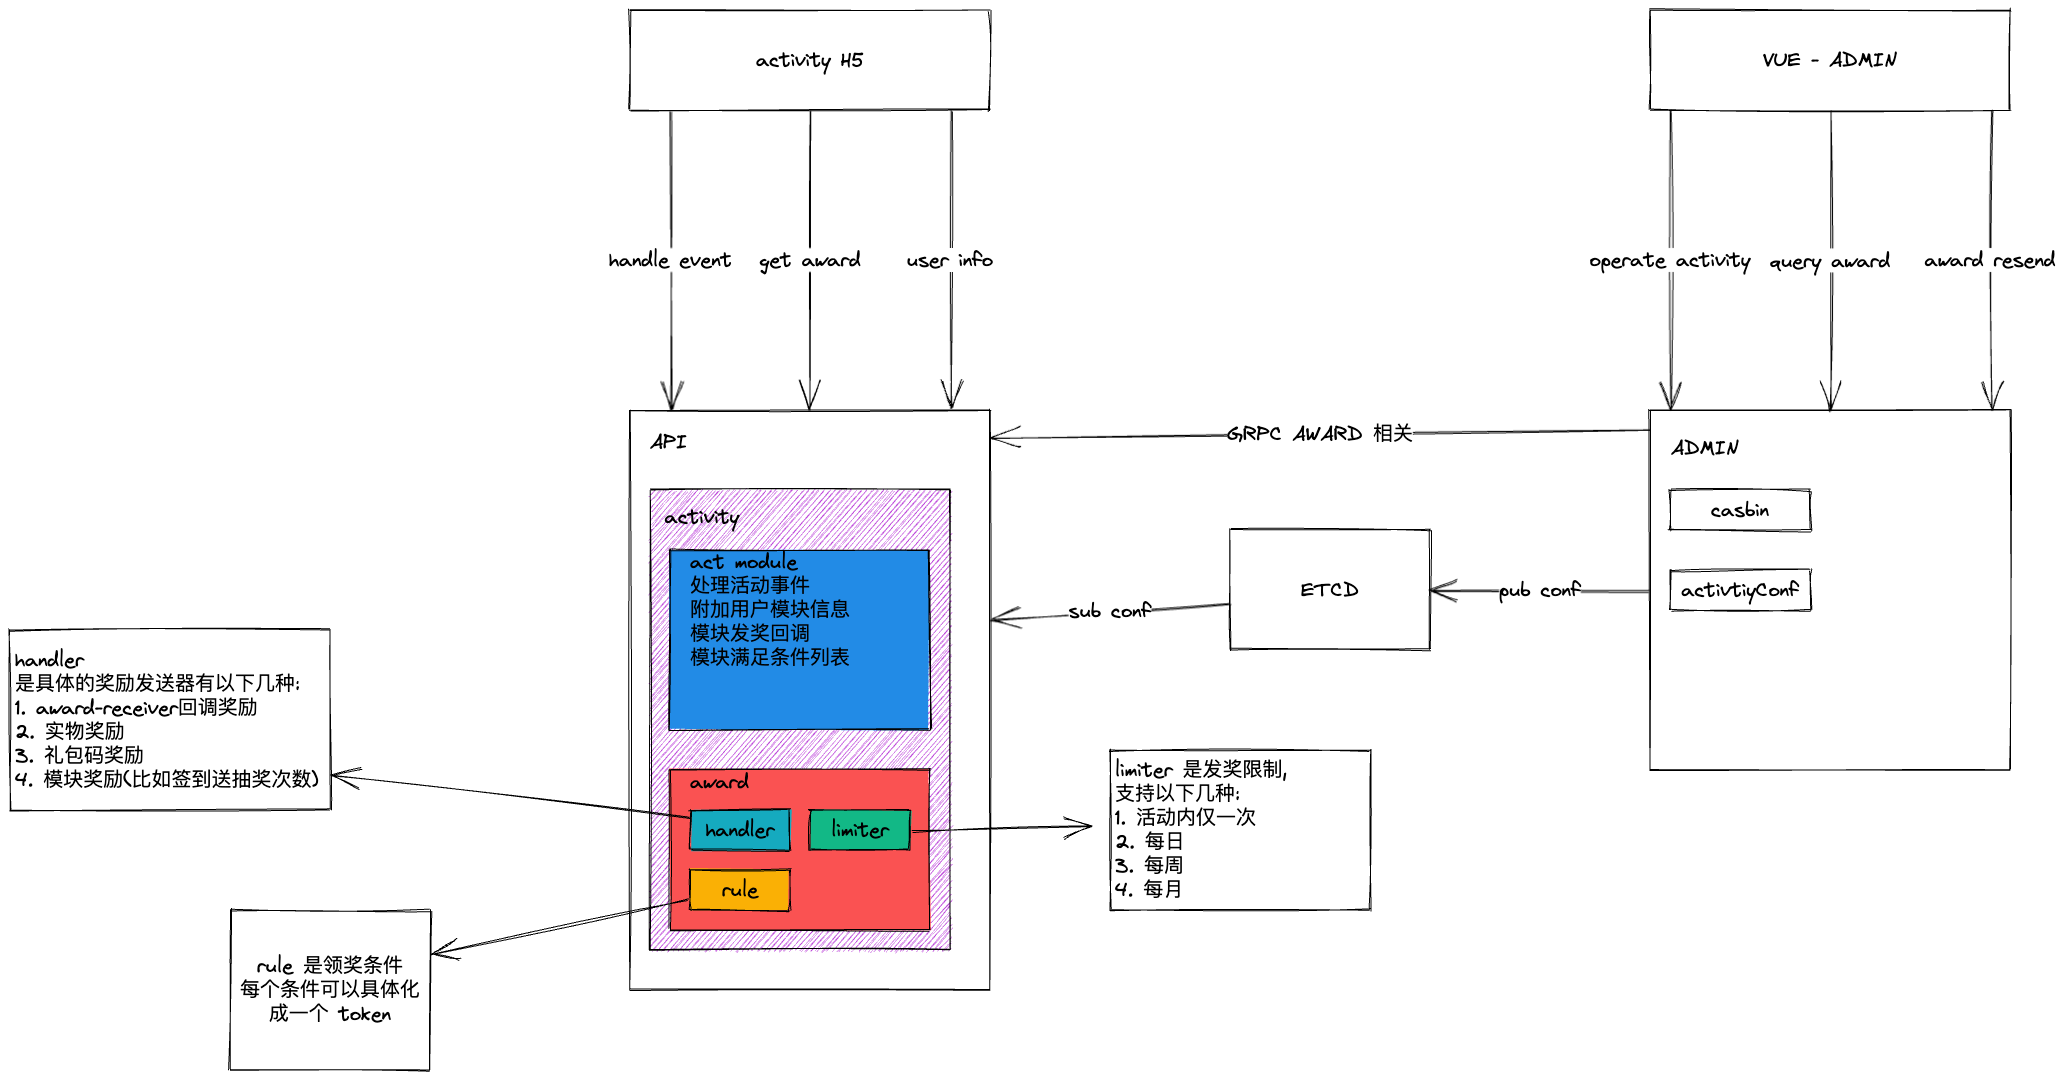 activity H5
VUE - ADMIN
handle event
get award
user info
operate activity
query award
award resend
API
GRPC AWARD 相关
ADMIN
casbin
activtiyConf
activity
act module
处理活动事件
附加用户模块信息
模块发奖回调
模块满足条件列表
sub conf
ETCD
pub conf
handler
是具体的奖励发送器有以下几种:
1. award-receiver回调奖励
2. 实物奖励
3. 礼包码奖励
4. 模块奖励(比如签到送抽奖次数)
award
handler
limiter
rule
limiter 是发奖限制,
支持以下几种:
1. 活动内仅一次
2. 每日
3. 每周
4. 每月
rule 是领奖条件
每个条件可以具体化
成一个 token